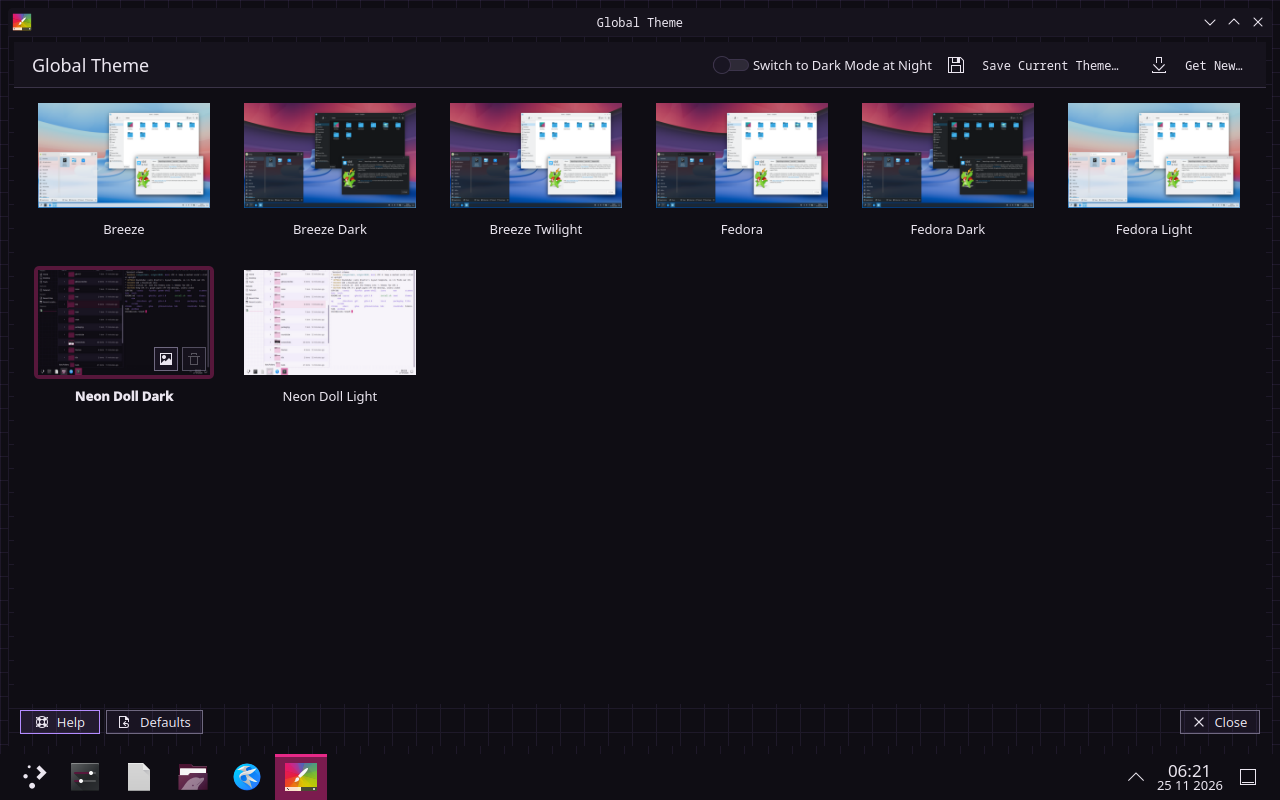 Global Theme
Global Theme
Switch to Dark Mode at Night
Save Current Theme…
Get New…
Breeze
Breeze Dark
Breeze Twilight
Fedora
Fedora Dark
Fedora Light
Neon Doll Dark
Neon Doll Light
Help
Defaults
Close
06:21
25 11 2026